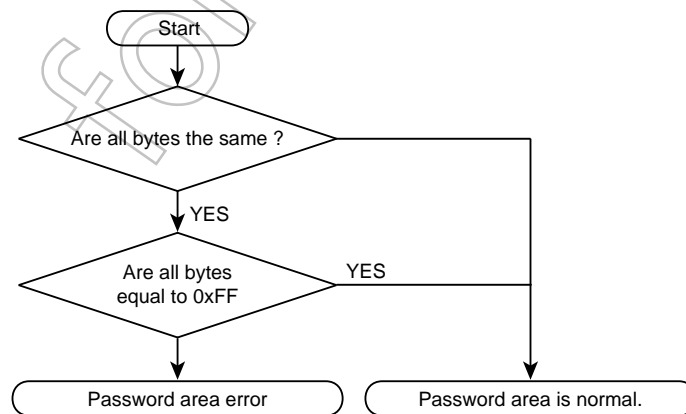 Start
Are all bytes the same ?
YES
Are all bytes
equal to 0xFF
YES
Password area error
Password area is normal.